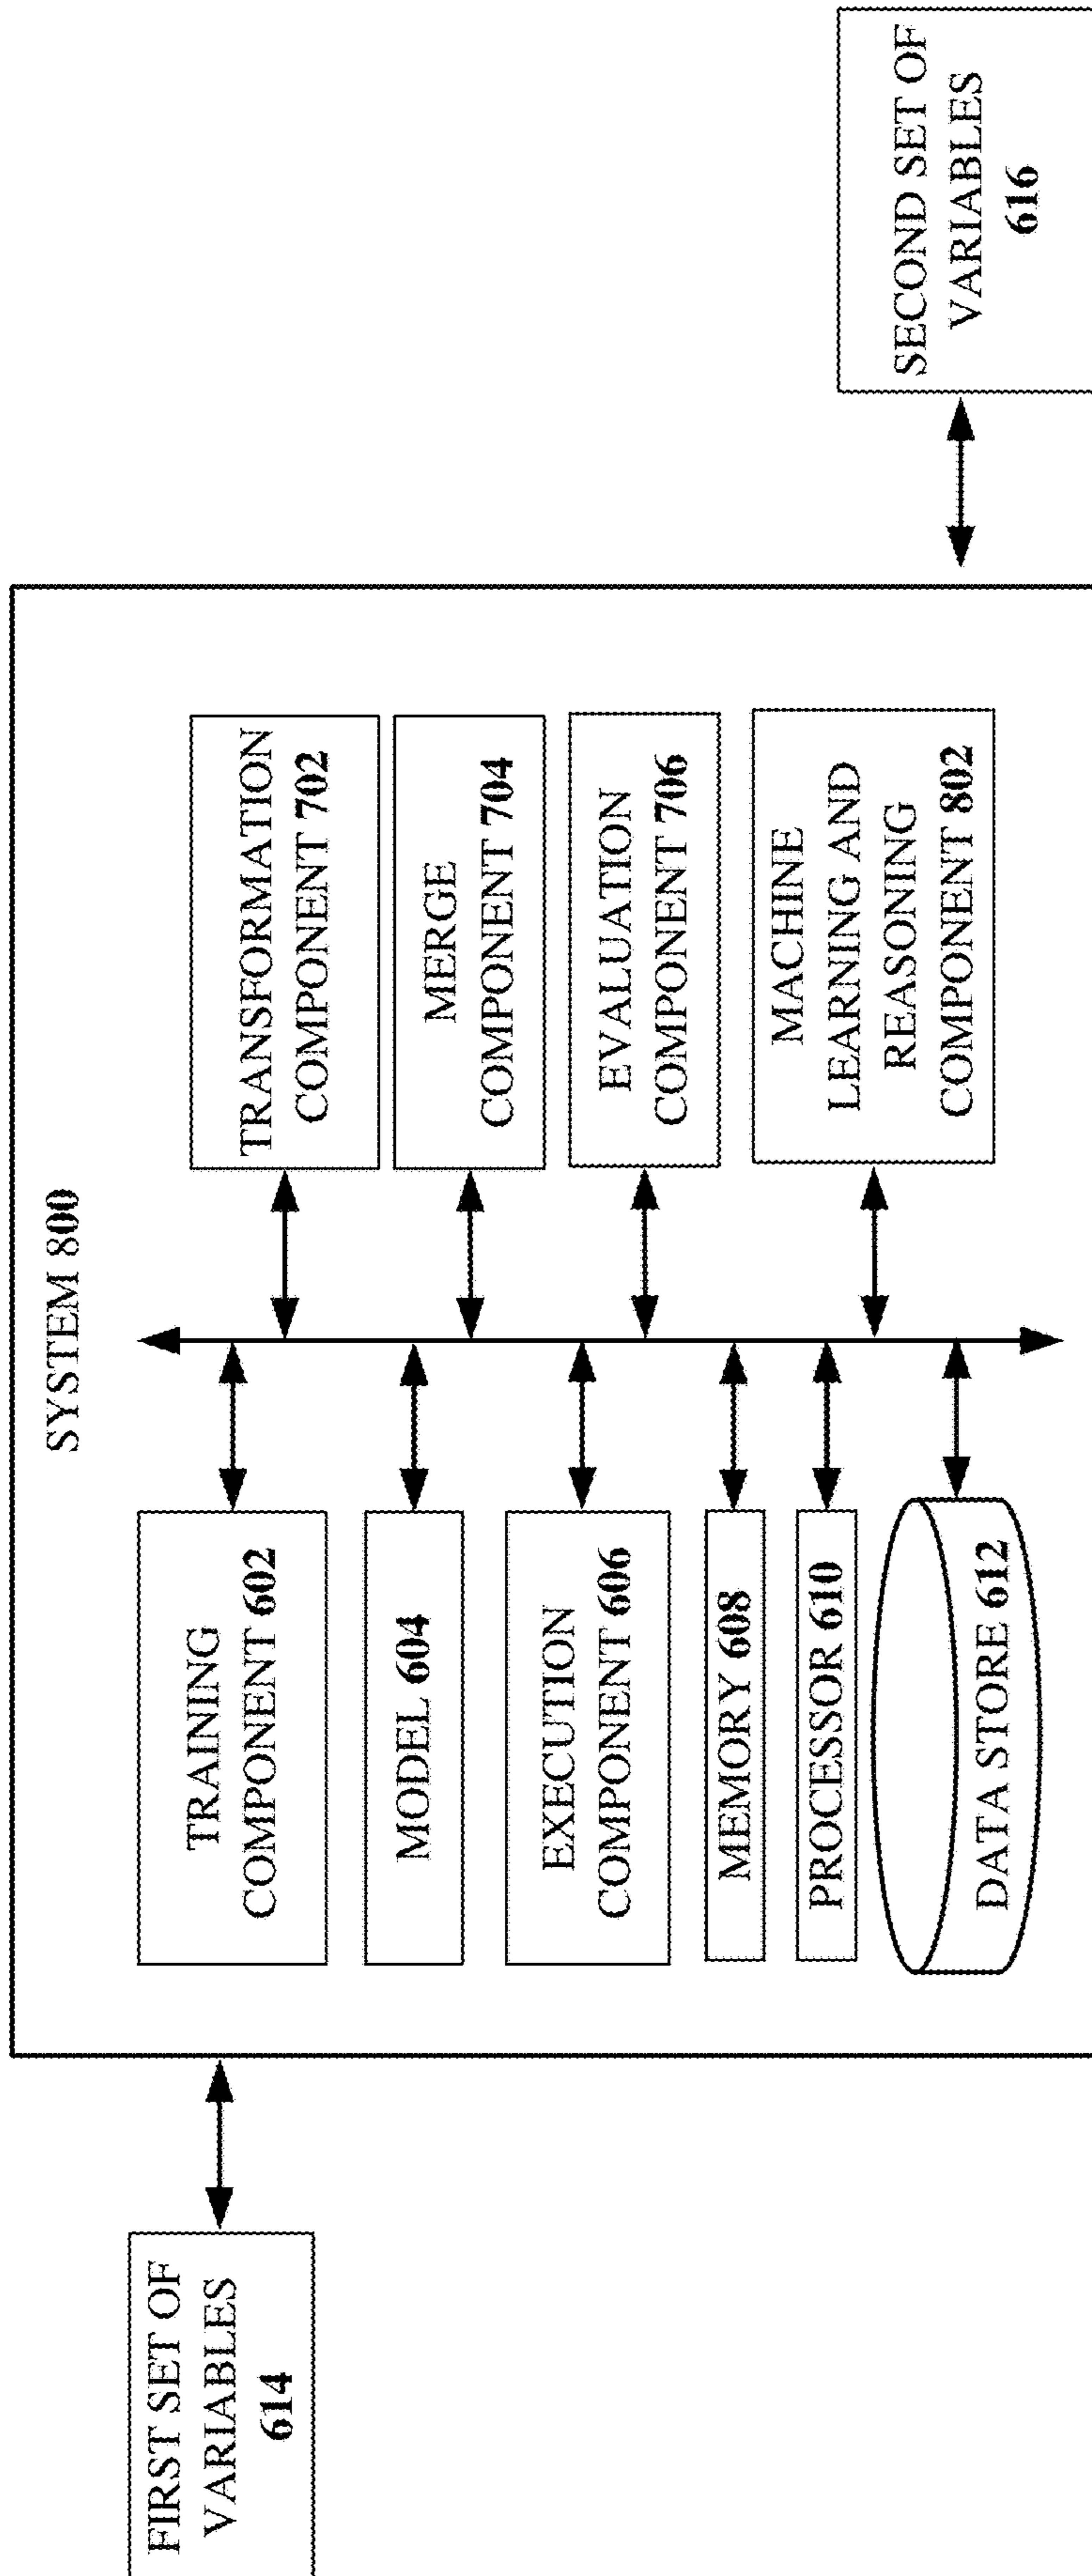 SYSTEM 800
FIRST SET OF
VARIABLES
614
TRAINING
COMPONENT 602
MODEL 604
EXECUTION
COMPONENT 606
MEMORY 608
PROCESSOR 610
DATA STORE 612
TRANSFORMATION
COMPONENT 702
MERGE
COMPONENT 704
EVALUATION
COMPONENT 706
MACHINE
LEARNING AND
REASONING
COMPONENT 802
SECOND SET OF
VARIABLES
616